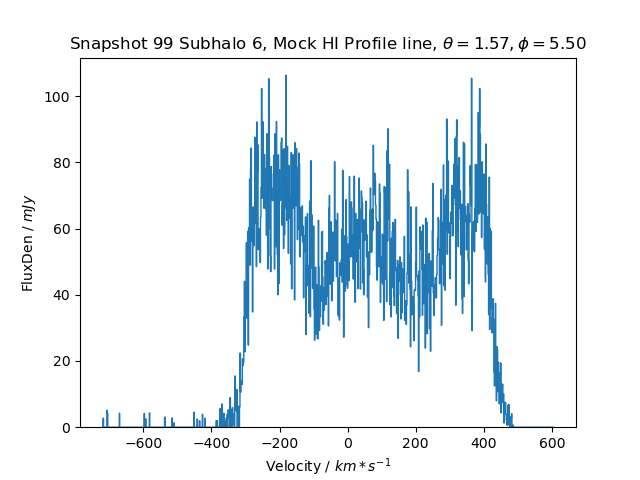 Snapshot 99 Subhalo 6, Mock HI Profile line, θ = 1.57, ϕ = 5.50
100
80
60
40
20
0
FluxDen / mJy
−600 −400 −200 0 200 400 600
Velocity / km * s⁻¹